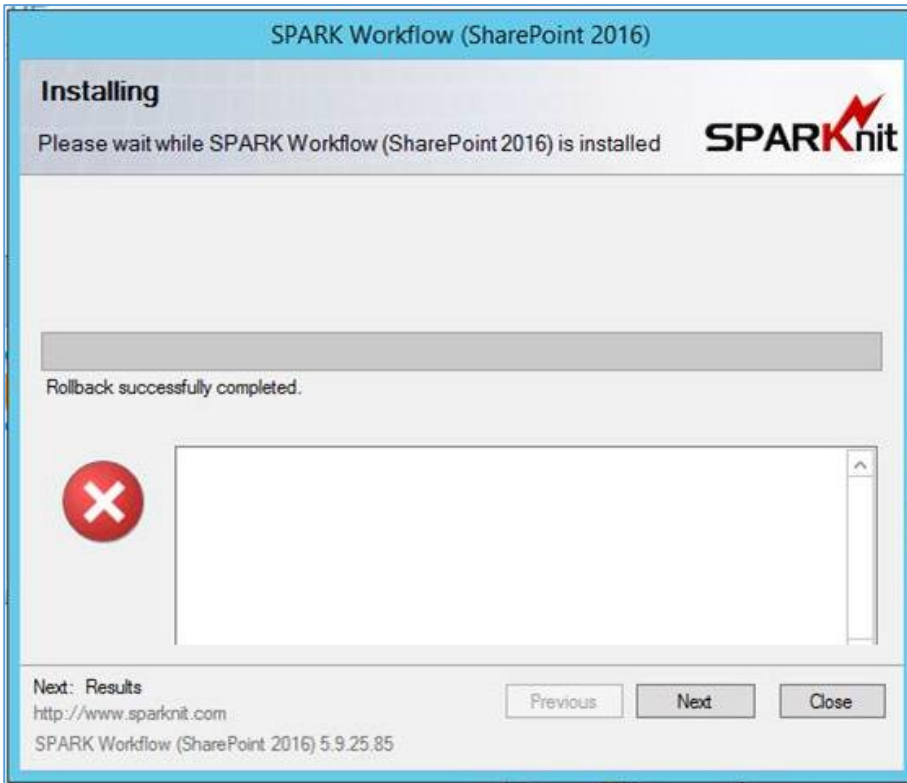 SPARK Workflow (SharePoint 2016)
Installing
Please wait while SPARK Workflow (SharePoint 2016) is installed
SPARKnit
Rollback successfully completed.
Next: Results
http://www.sparknit.com
SPARK Workflow (SharePoint 2016) 5.9.25.85
Previous
Next
Close